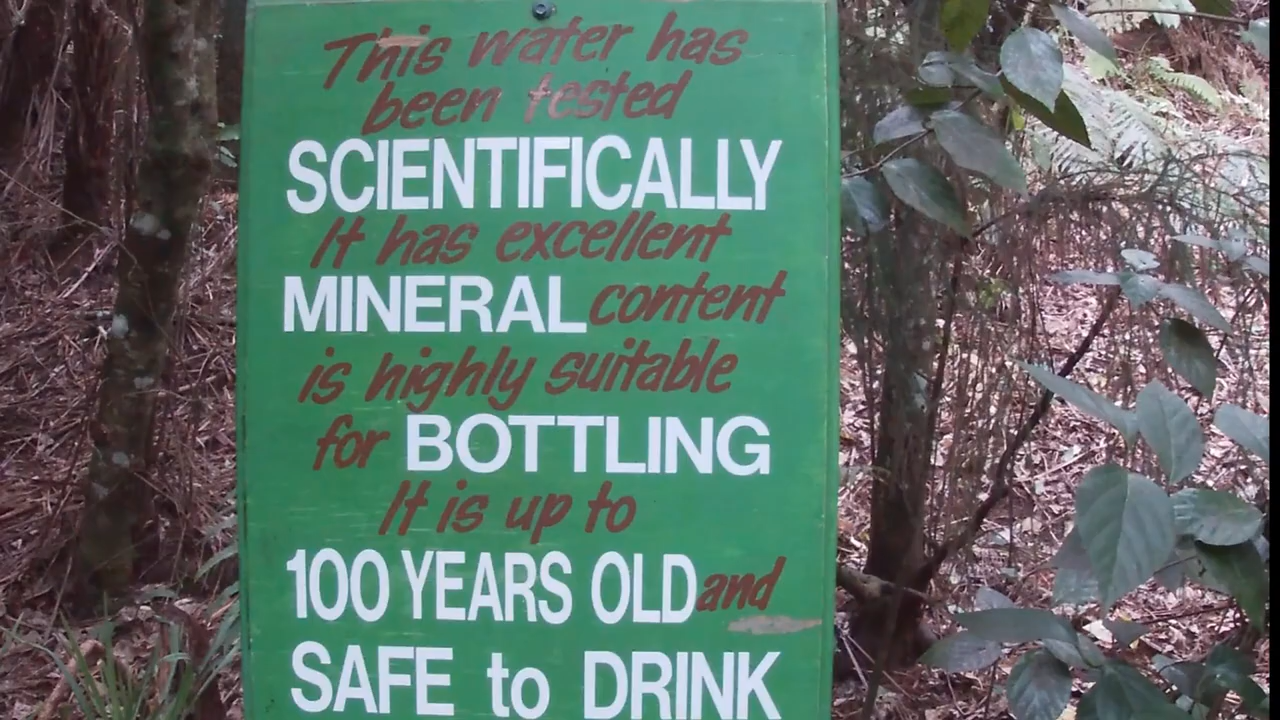 This water has
been tested
SCIENTIFICALLY
It has excellent
MINERAL content
is highly suitable
for BOTTLING
It is up to
100 YEARS OLD and
SAFE to DRINK